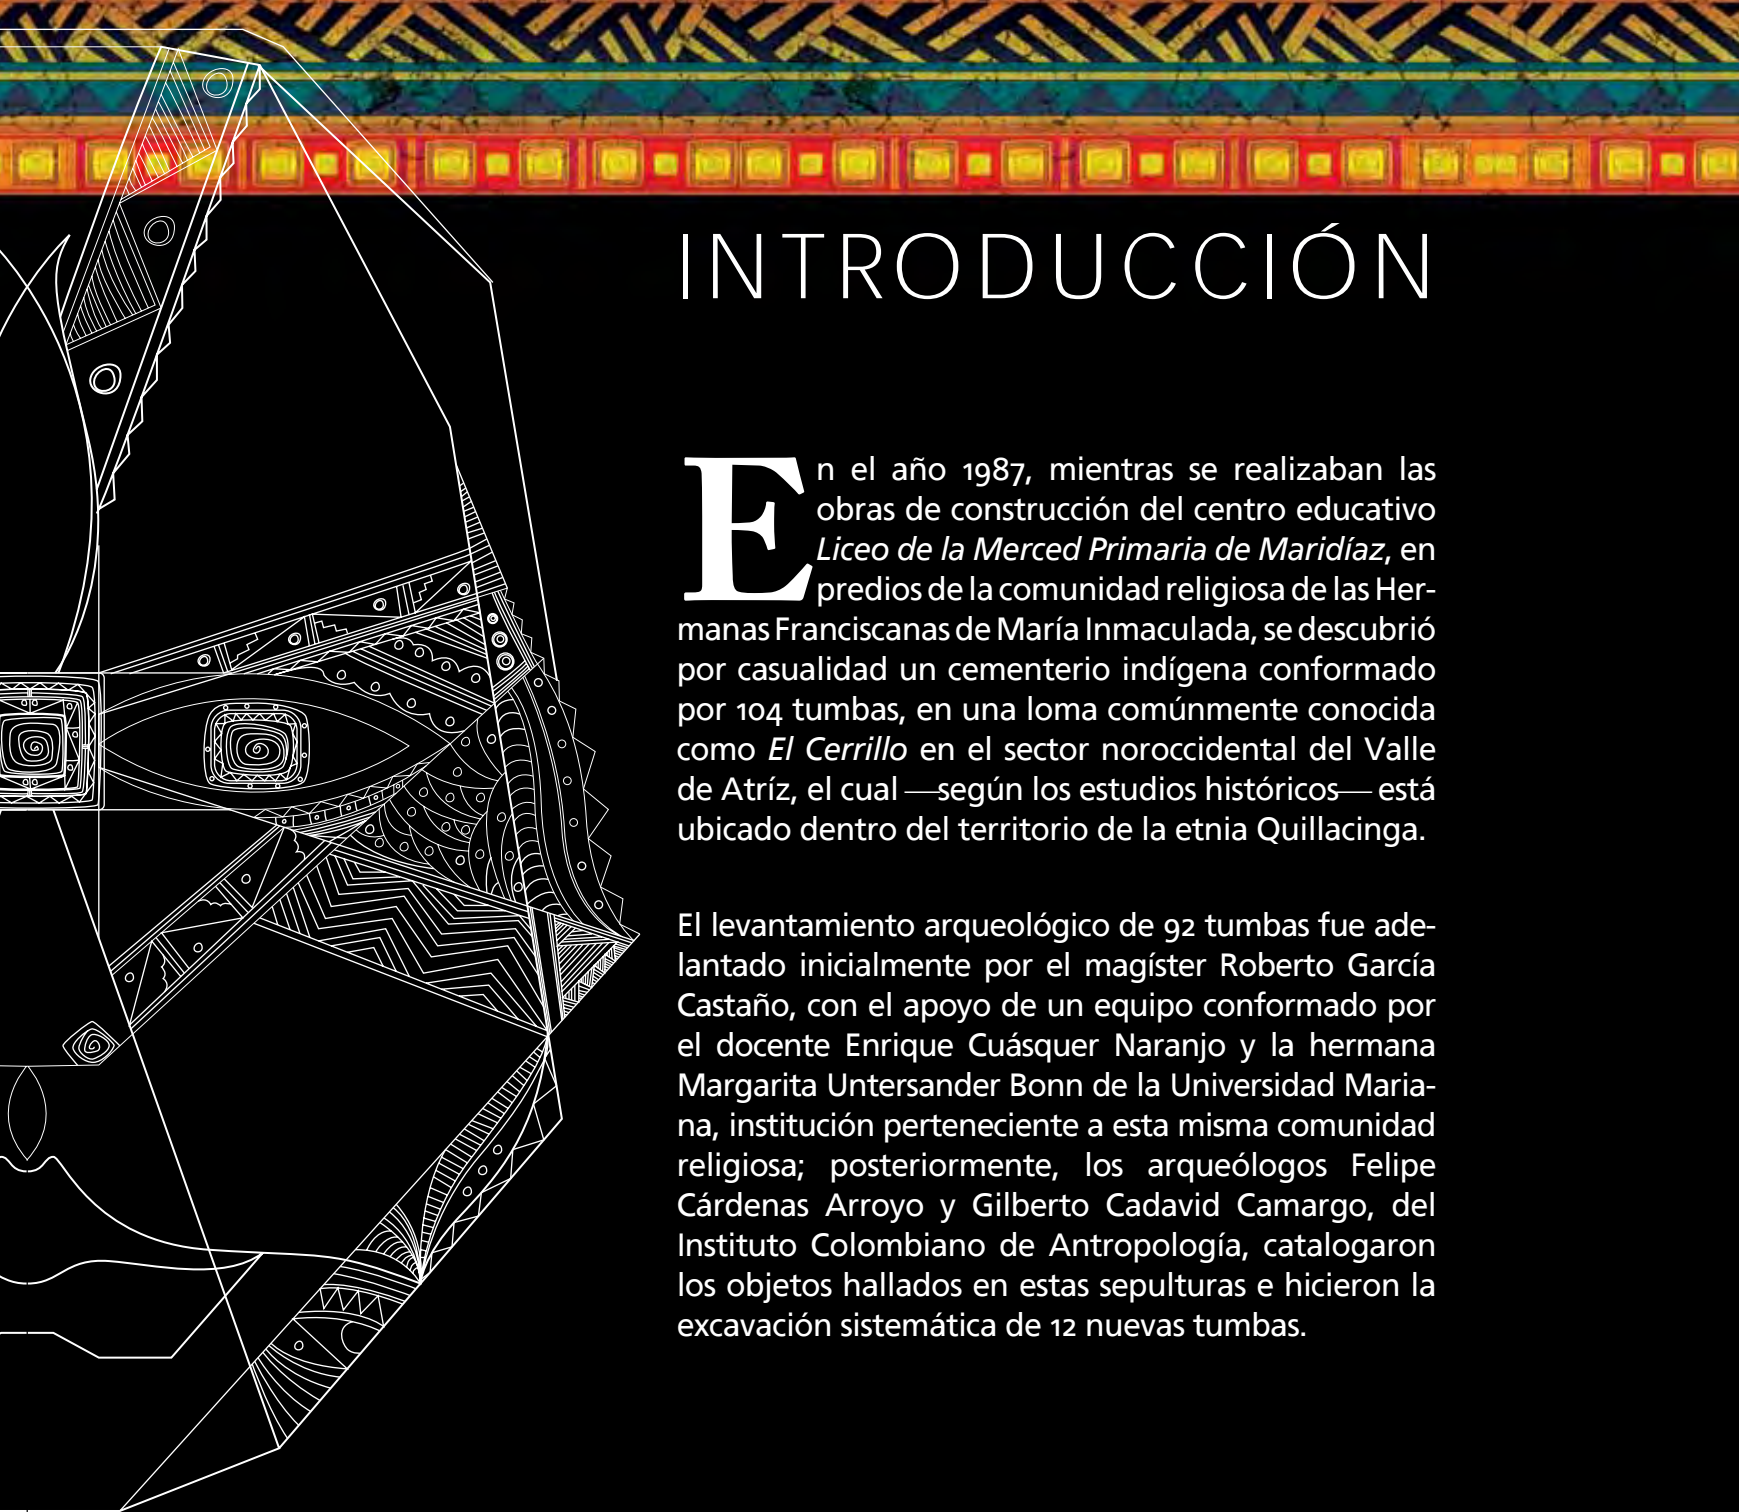 INTRODUCCIÓN
En el año 1987, mientras se realizaban las
obras de construcción del centro educativo
Liceo de la Merced Primaria de Maridíaz, en
predios de la comunidad religiosa de las Her-
manas Franciscanas de María Inmaculada, se descubrió
por casualidad un cementerio indígena conformado
por 104 tumbas, en una loma comúnmente conocida
como El Cerrillo en el sector noroccidental del Valle
de Atríz, el cual —según los estudios históricos— está
ubicado dentro del territorio de la etnia Quillacinga.
El levantamiento arqueológico de 92 tumbas fue ade-
lantado inicialmente por el magíster Roberto García
Castaño, con el apoyo de un equipo conformado por
el docente Enrique Cuásquer Naranjo y la hermana
Margarita Untersander Bonn de la Universidad Maria-
na, institución perteneciente a esta misma comunidad
religiosa; posteriormente, los arqueólogos Felipe
Cárdenas Arroyo y Gilberto Cadavid Camargo, del
Instituto Colombiano de Antropología, catalogaron
los objetos hallados en estas sepulturas e hicieron la
excavación sistemática de 12 nuevas tumbas.